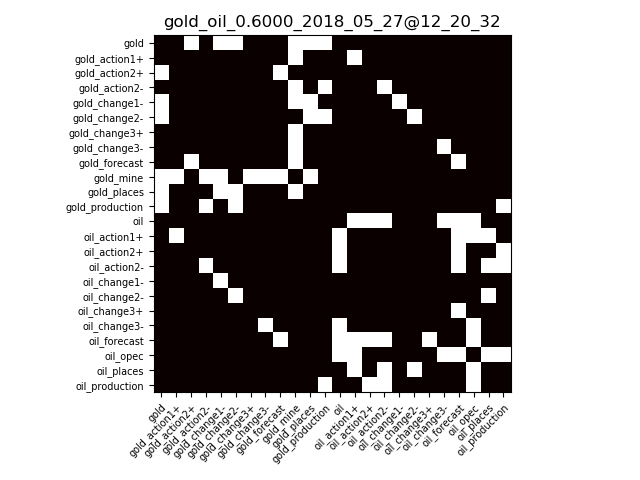 gold_oil_0.6000_2018_05_27@12_20_32
gold
gold_action1+
gold_action2+
gold_action2-
gold_change1-
gold_change2-
gold_change3+
gold_change3-
gold_forecast
gold_mine
gold_places
gold_production
oil
oil_action1+
oil_action2+
oil_action2-
oil_change1-
oil_change2-
oil_change3+
oil_change3-
oil_forecast
oil_opec
oil_places
oil_production
gold
gold_action1+
gold_action2+
gold_action2-
gold_change1-
gold_change2-
gold_change3+
gold_change3-
gold_forecast
gold_mine
gold_places
gold_production
oil
oil_action1+
oil_action2+
oil_action2-
oil_change1-
oil_change2-
oil_change3+
oil_change3-
oil_forecast
oil_opec
oil_places
oil_production